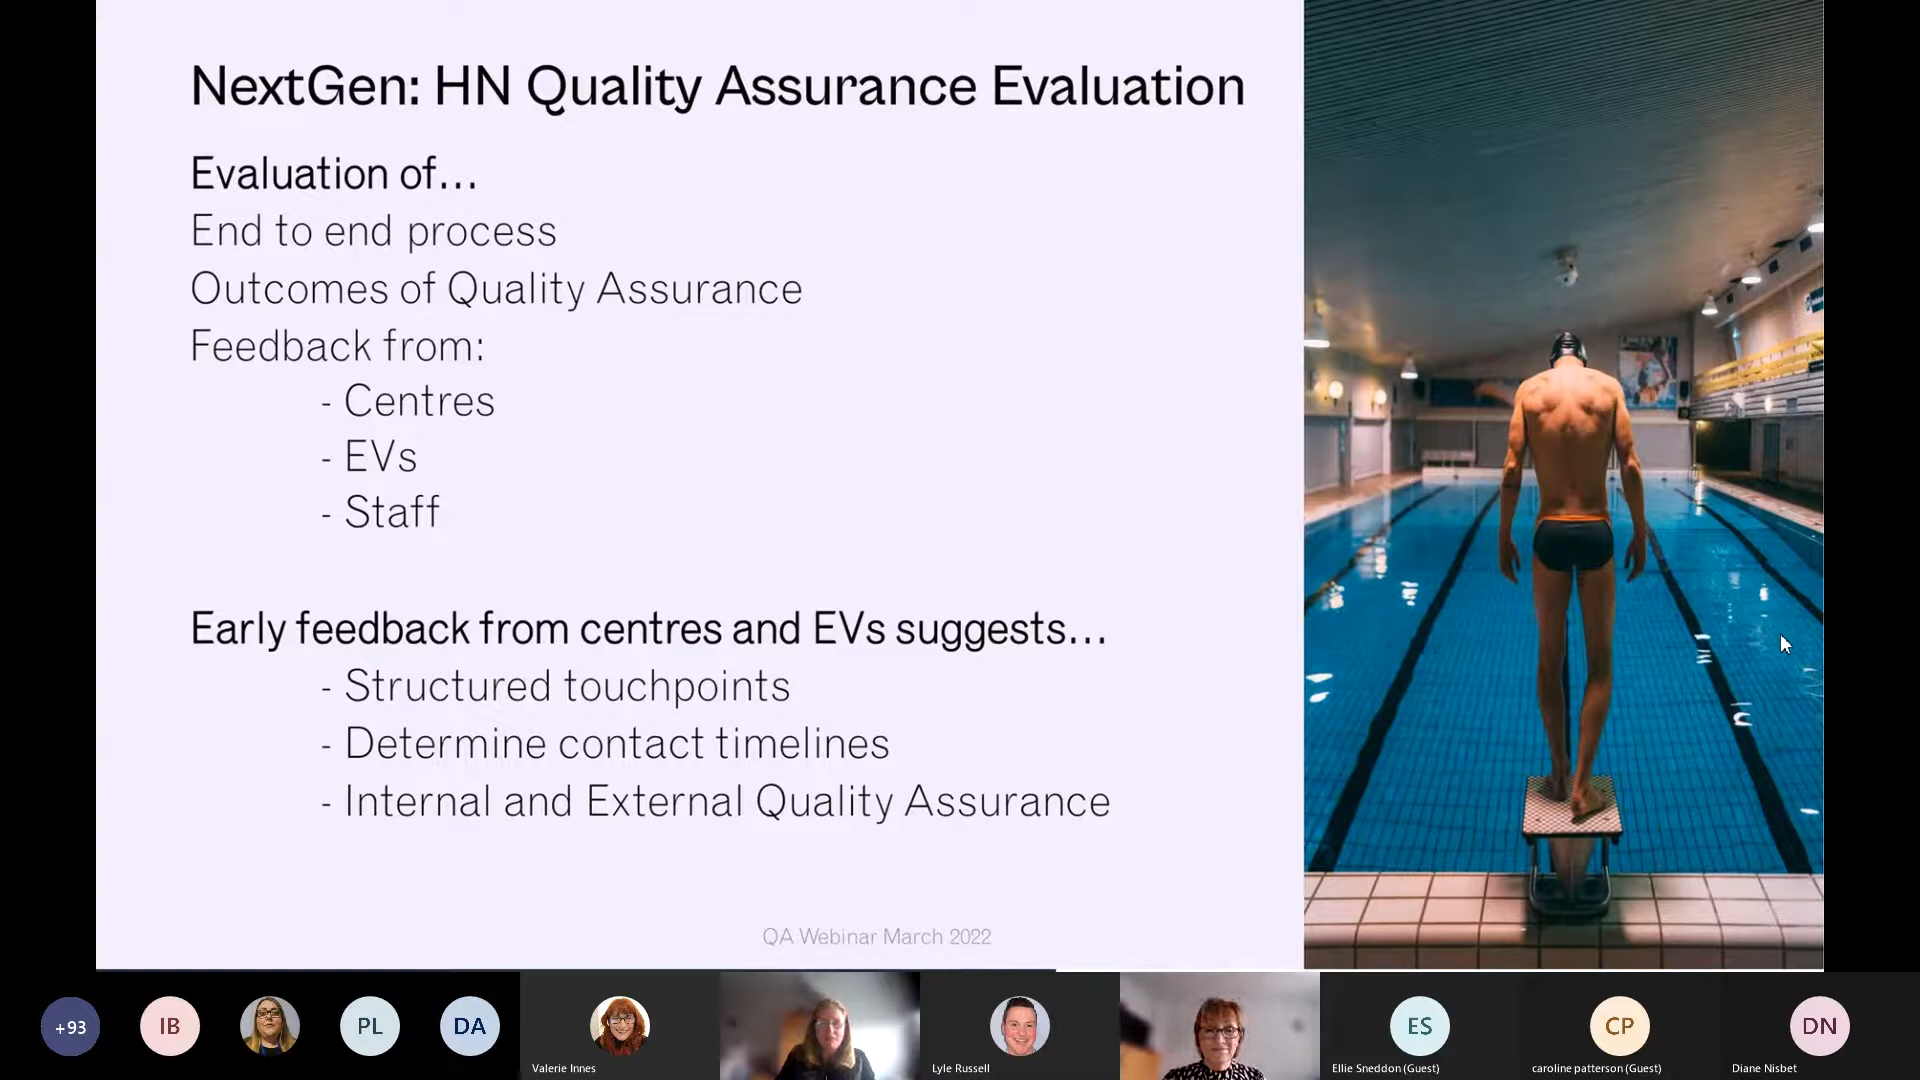 NextGen: HN Quality Assurance Evaluation
Evaluation of...
End to end process
Outcomes of Quality Assurance
Feedback from:
- Centres
- EVs
- Staff
Early feedback from centres and EVs suggests...
- Structured touchpoints
- Determine contact timelines
- Internal and External Quality Assurance
QA Webinar March 2022
+93
IB
PL
DA
Valerie Innes
Lyle Russell
ES
Ellie Sneddon (Guest)
CP
caroline patterson (Guest)
DN
Diane Nisbet